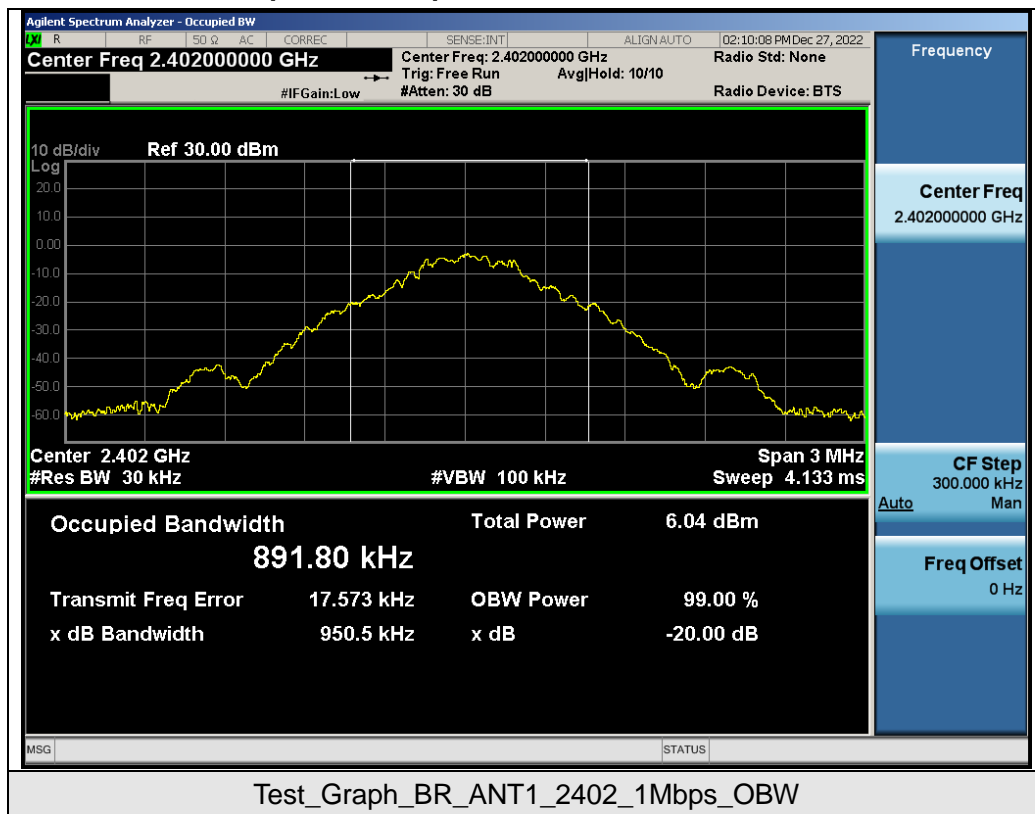 Agilent Spectrum Analyzer - Occupied BW
LXI R RF 50 Ω AC CORREC SENSE:INT ALIGN AUTO 02:10:08 PM Dec 27, 2022
Center Freq 2.402000000 GHz Center Freq: 2.402000000 GHz Radio Std: None
Trig: Free Run Avg|Hold: 10/10
#IFGain:Low #Atten: 30 dB Radio Device: BTS
Frequency
10 dB/div Ref 30.00 dBm
Log
20.0
10.0
0.00
-10.0
-20.0
-30.0
-40.0
-50.0
-60.0
Center 2.402 GHz Span 3 MHz
#Res BW 30 kHz #VBW 100 kHz Sweep 4.133 ms
Center Freq
2.402000000 GHz
CF Step
300.000 kHz
Auto Man
Freq Offset
0 Hz
Occupied Bandwidth Total Power 6.04 dBm
891.80 kHz
Transmit Freq Error 17.573 kHz OBW Power 99.00 %
x dB Bandwidth 950.5 kHz x dB -20.00 dB
MSG STATUS
Test_Graph_BR_ANT1_2402_1Mbps_OBW